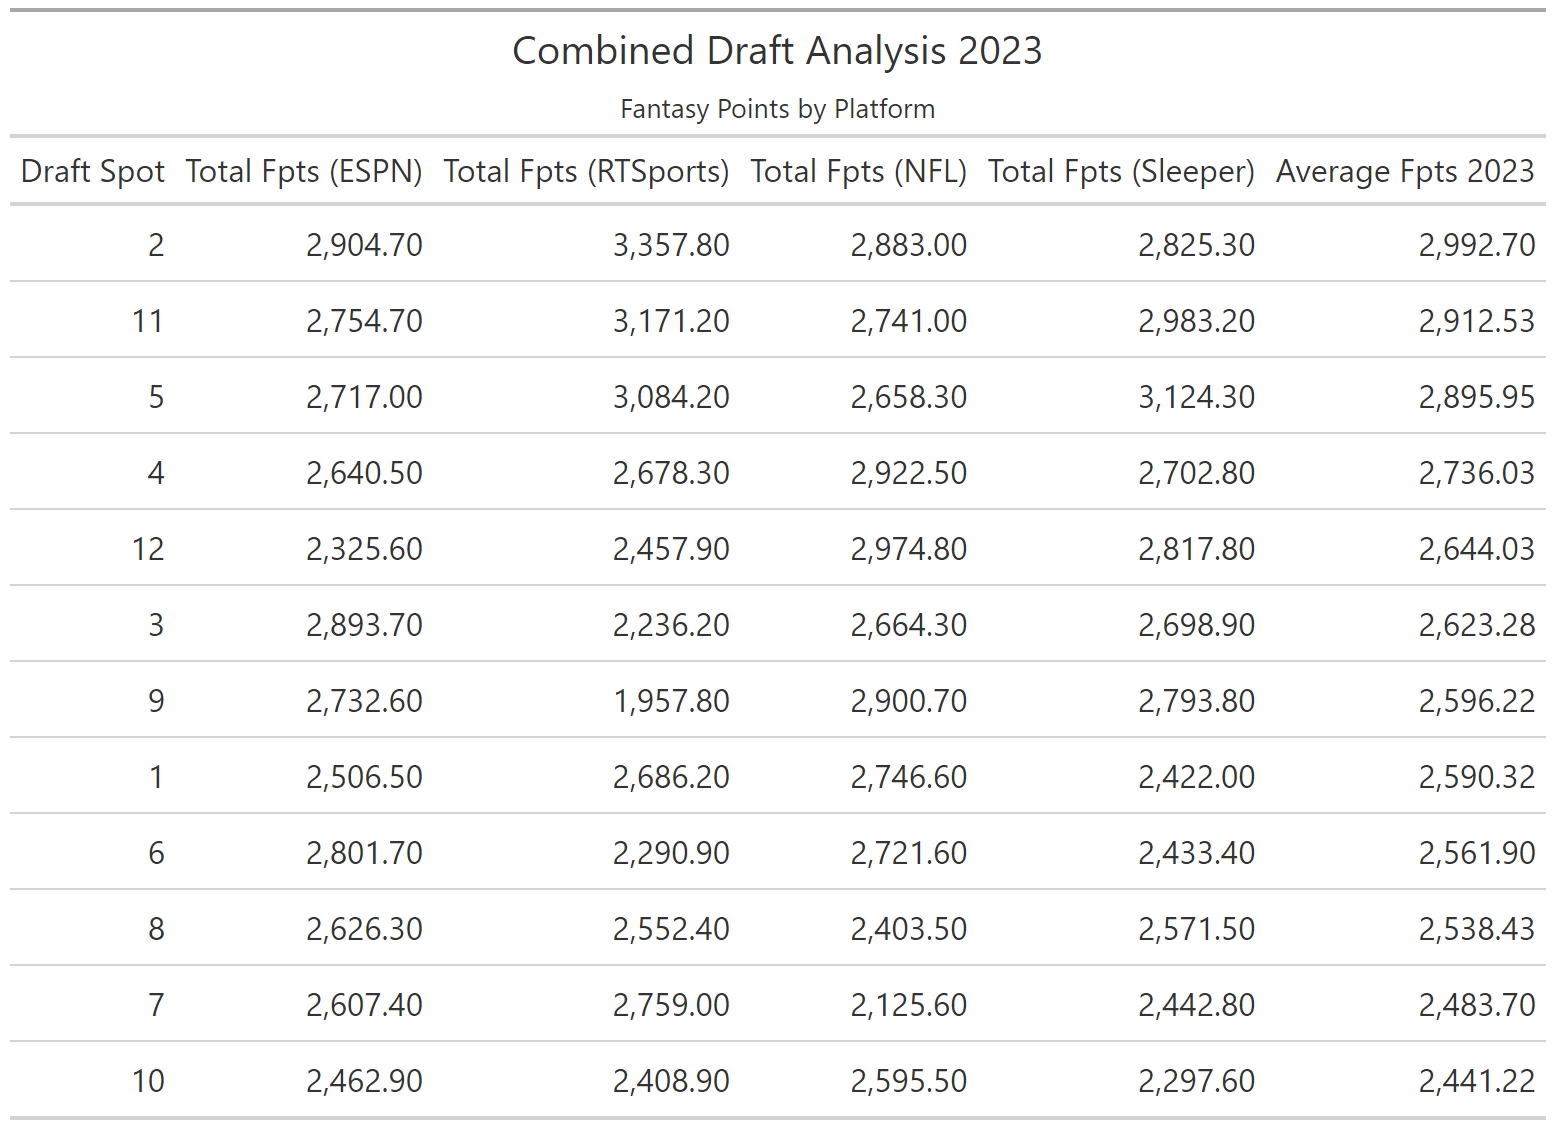 Combined Draft Analysis 2023
Fantasy Points by Platform
Draft Spot Total Fpts (ESPN) Total Fpts (RTSports) Total Fpts (NFL) Total Fpts (Sleeper) Average Fpts 2023
2 2,904.70 3,357.80 2,883.00 2,825.30 2,992.70
11 2,754.70 3,171.20 2,741.00 2,983.20 2,912.53
5 2,717.00 3,084.20 2,658.30 3,124.30 2,895.95
4 2,640.50 2,678.30 2,922.50 2,702.80 2,736.03
12 2,325.60 2,457.90 2,974.80 2,817.80 2,644.03
3 2,893.70 2,236.20 2,664.30 2,698.90 2,623.28
9 2,732.60 1,957.80 2,900.70 2,793.80 2,596.22
1 2,506.50 2,686.20 2,746.60 2,422.00 2,590.32
6 2,801.70 2,290.90 2,721.60 2,433.40 2,561.90
8 2,626.30 2,552.40 2,403.50 2,571.50 2,538.43
7 2,607.40 2,759.00 2,125.60 2,442.80 2,483.70
10 2,462.90 2,408.90 2,595.50 2,297.60 2,441.22